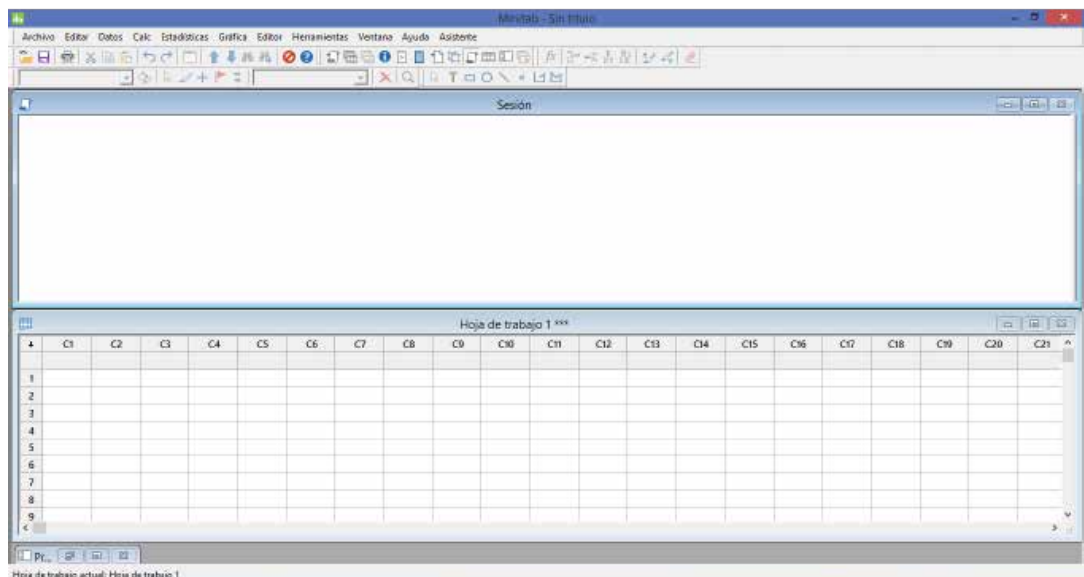 Minitab - Sin título
Archivo Editar Datos Calc Estadísticas Gráfica Editor Herramientas Ventana Ayuda Asistente
Sesión
Hoja de trabajo 1 ***
C1 C2 C3 C4 C5 C6 C7 C8 C9 C10 C11 C12 C13 C14 C15 C16 C17 C18 C19 C20 C21
1
2
3
4
5
6
7
8
9
Pr...
Hoja de trabajo actual: Hoja de trabajo 1